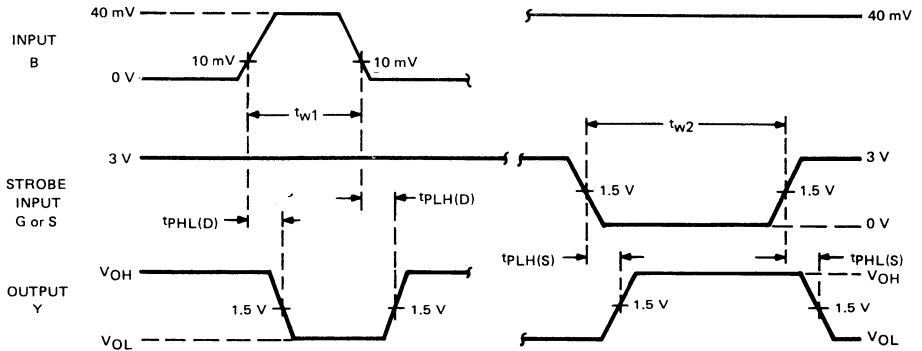 40 mV
40 mV
INPUT
B
10 mV
10 mV
0 V
tw1
tw2
3 V
3 V
STROBE
INPUT
G or S
1.5 V
1.5 V
tPLH(D)
tPHL(D)
0 V
tPLH(S)
tPHL(S)
VOH
VOH
OUTPUT
Y
1.5 V
1.5 V
1.5 V
1.5 V
VOL
VOL